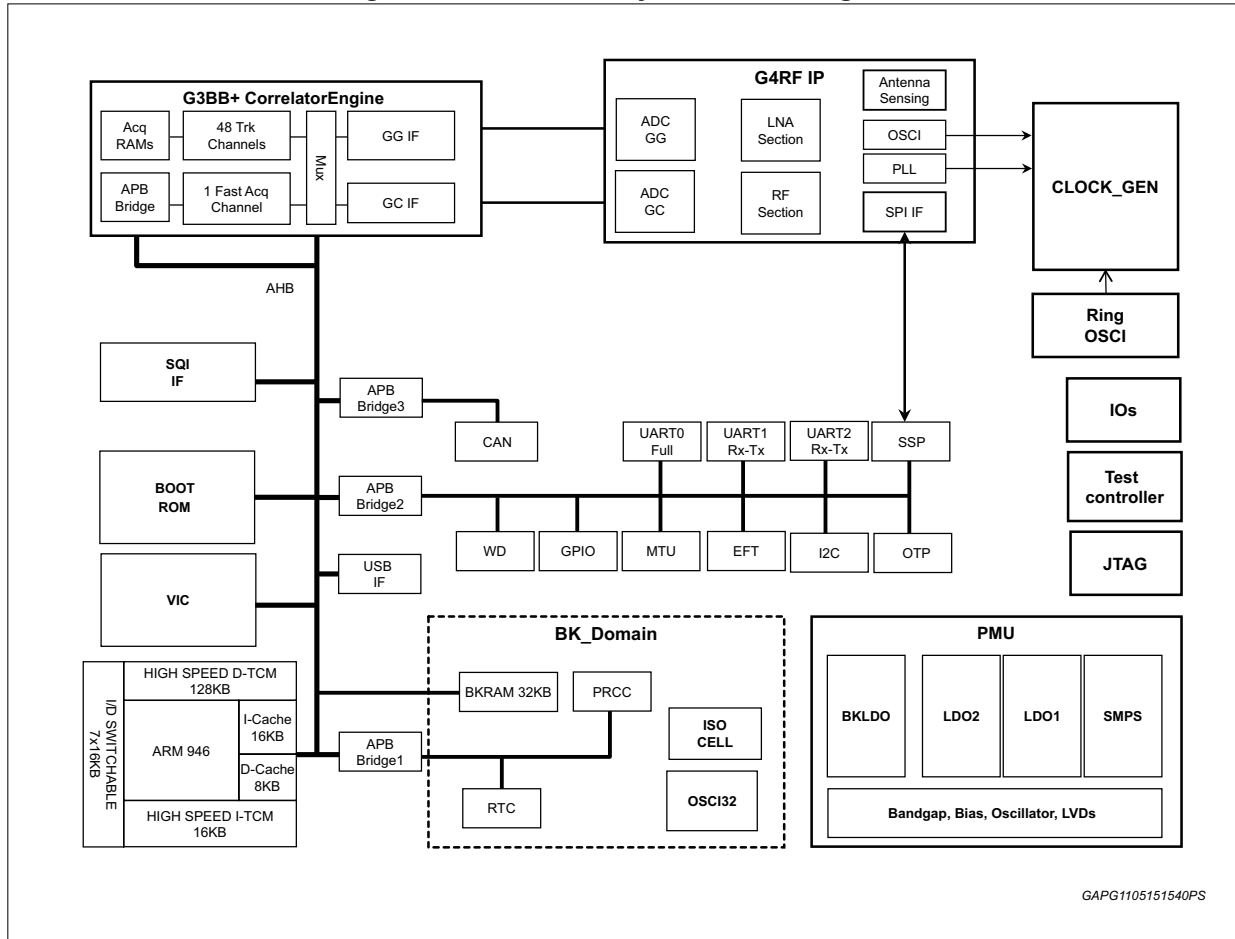 G3BB+ CorrelatorEngine
Acq
RAMs
48 Trk
Channels
Mux
GG IF
APB
Bridge
1 Fast Acq
Channel
GC IF
G4RF IP
ADC
GG
LNA
Section
Antenna
Sensing
OSCI
PLL
ADC
GC
RF
Section
SPI IF
CLOCK_GEN
Ring
OSCI
AHB
SQI
IF
APB
Bridge3
CAN
UART0
Full
UART1
Rx-Tx
UART2
Rx-Tx
SSP
IOs
BOOT
ROM
APB
Bridge2
Test
controller
WD
GPIO
MTU
EFT
I2C
OTP
JTAG
VIC
USB
IF
BK_Domain
PMU
I/D SWITCHABLE
7x16KB
HIGH SPEED D-TCM
128KB
ARM 946
I-Cache
16KB
D-Cache
8KB
HIGH SPEED I-TCM
16KB
APB
Bridge1
BKRAM 32KB
PRCC
ISO
CELL
RTC
OSCI32
BKLDO
LDO2
LDO1
SMPS
Bandgap, Bias, Oscillator, LVDs
GAPG1105151540PS